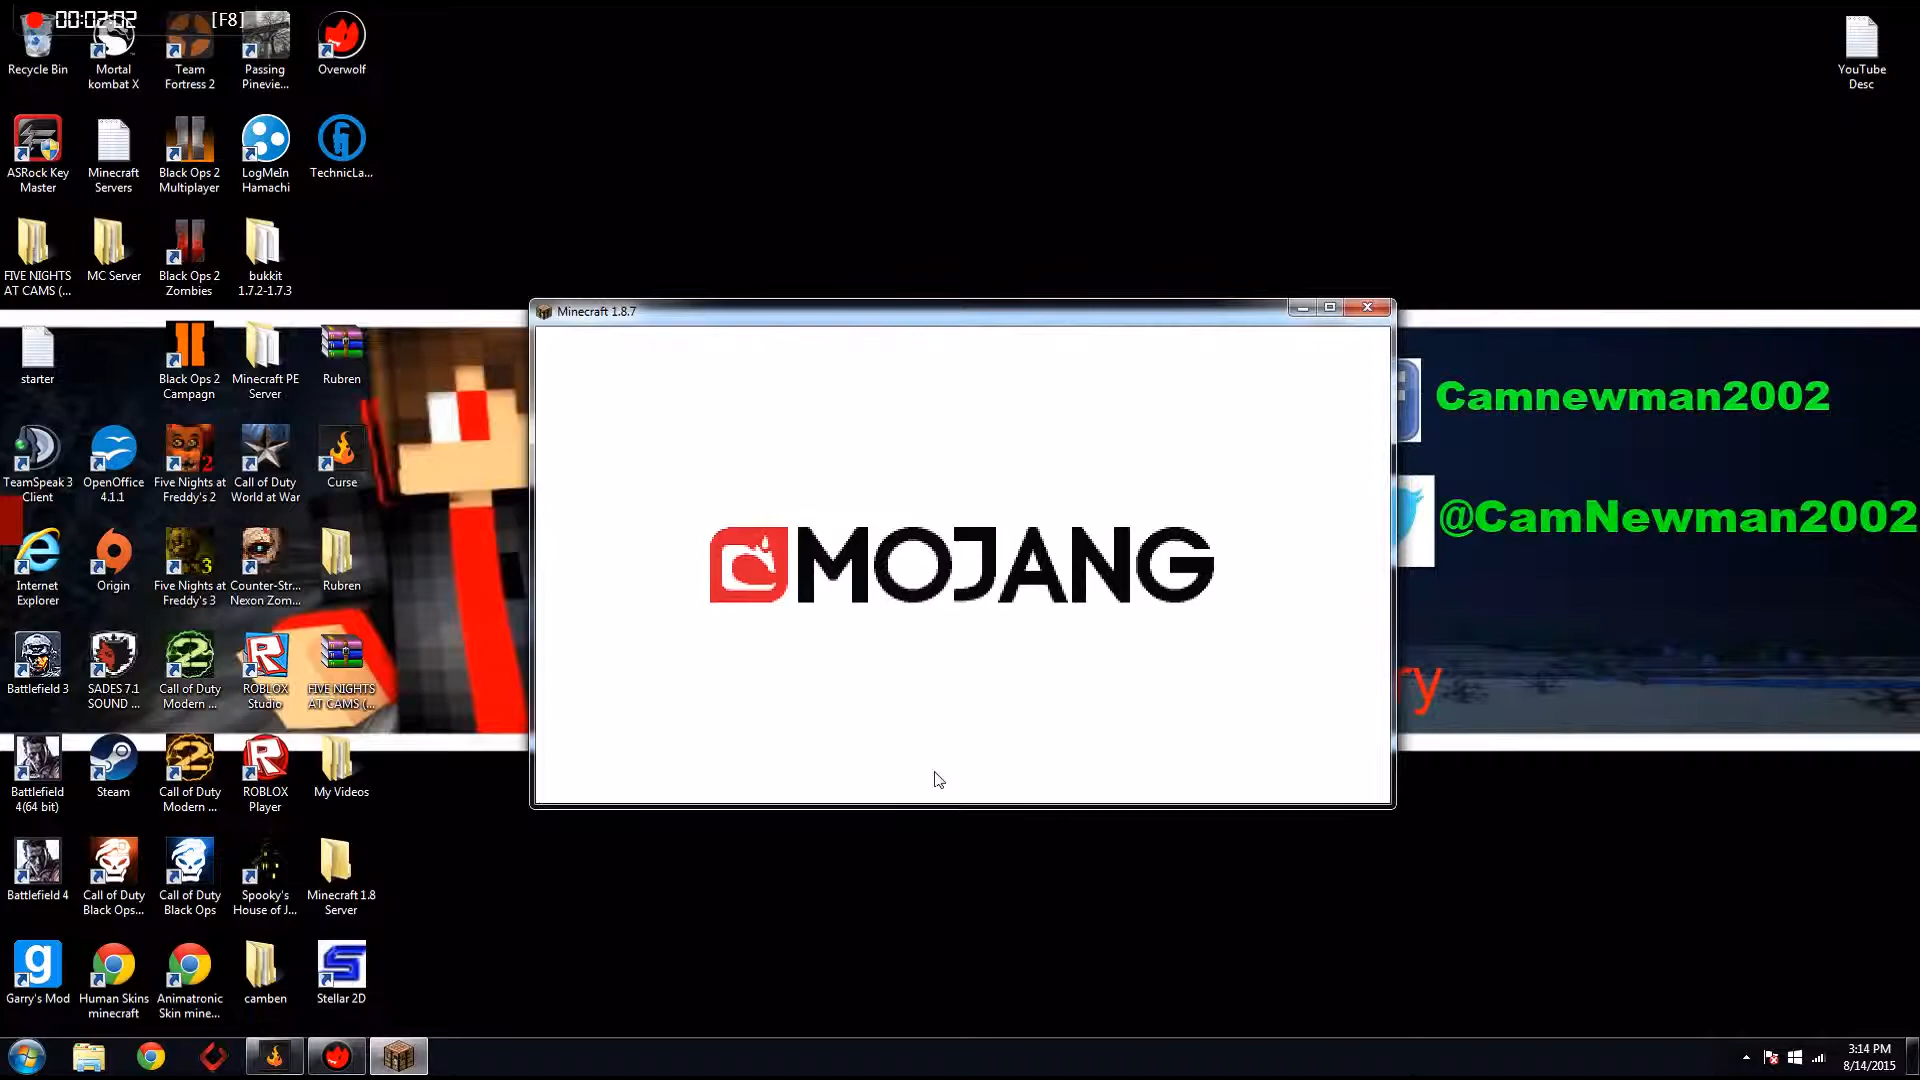 00:02:02 [F8]
Recycle Bin
Mortal
kombat X
Team
Fortress 2
Passing
Pinevie...
Overwolf
YouTube
Desc
ASRock Key
Master
Minecraft
Servers
Black Ops 2
Multiplayer
LogMeIn
Hamachi
TechnicLa...
FIVE NIGHTS
AT CAMS (...
MC Server
Black Ops 2
Zombies
bukkit
1.7.2-1.7.3
Minecraft 1.8.7
starter
Black Ops 2
Campagn
Minecraft PE
Server
Rubren
Camnewman2002
TeamSpeak 3
Client
OpenOffice
4.1.1
Five Nights at
Freddy's 2
Call of Duty
World at War
Curse
@CamNewman2002
MOJANG
Internet
Explorer
Origin
Five Nights at
Freddy's 3
Counter-Str...
Nexon Zom...
Rubren
Battlefield 3
SADES 7.1
SOUND ...
Call of Duty
Modern ...
ROBLOX
Studio
FIVE NIGHTS
AT CAMS (...
ry
Battlefield
4(64 bit)
Steam
Call of Duty
Modern ...
ROBLOX
Player
My Videos
Battlefield 4
Call of Duty
Black Ops...
Call of Duty
Black Ops
Spooky's
House of J...
Minecraft 1.8
Server
Garry's Mod
Human Skins
minecraft
Animatronic
Skin mine...
camben
Stellar 2D
3:14 PM
8/14/2015